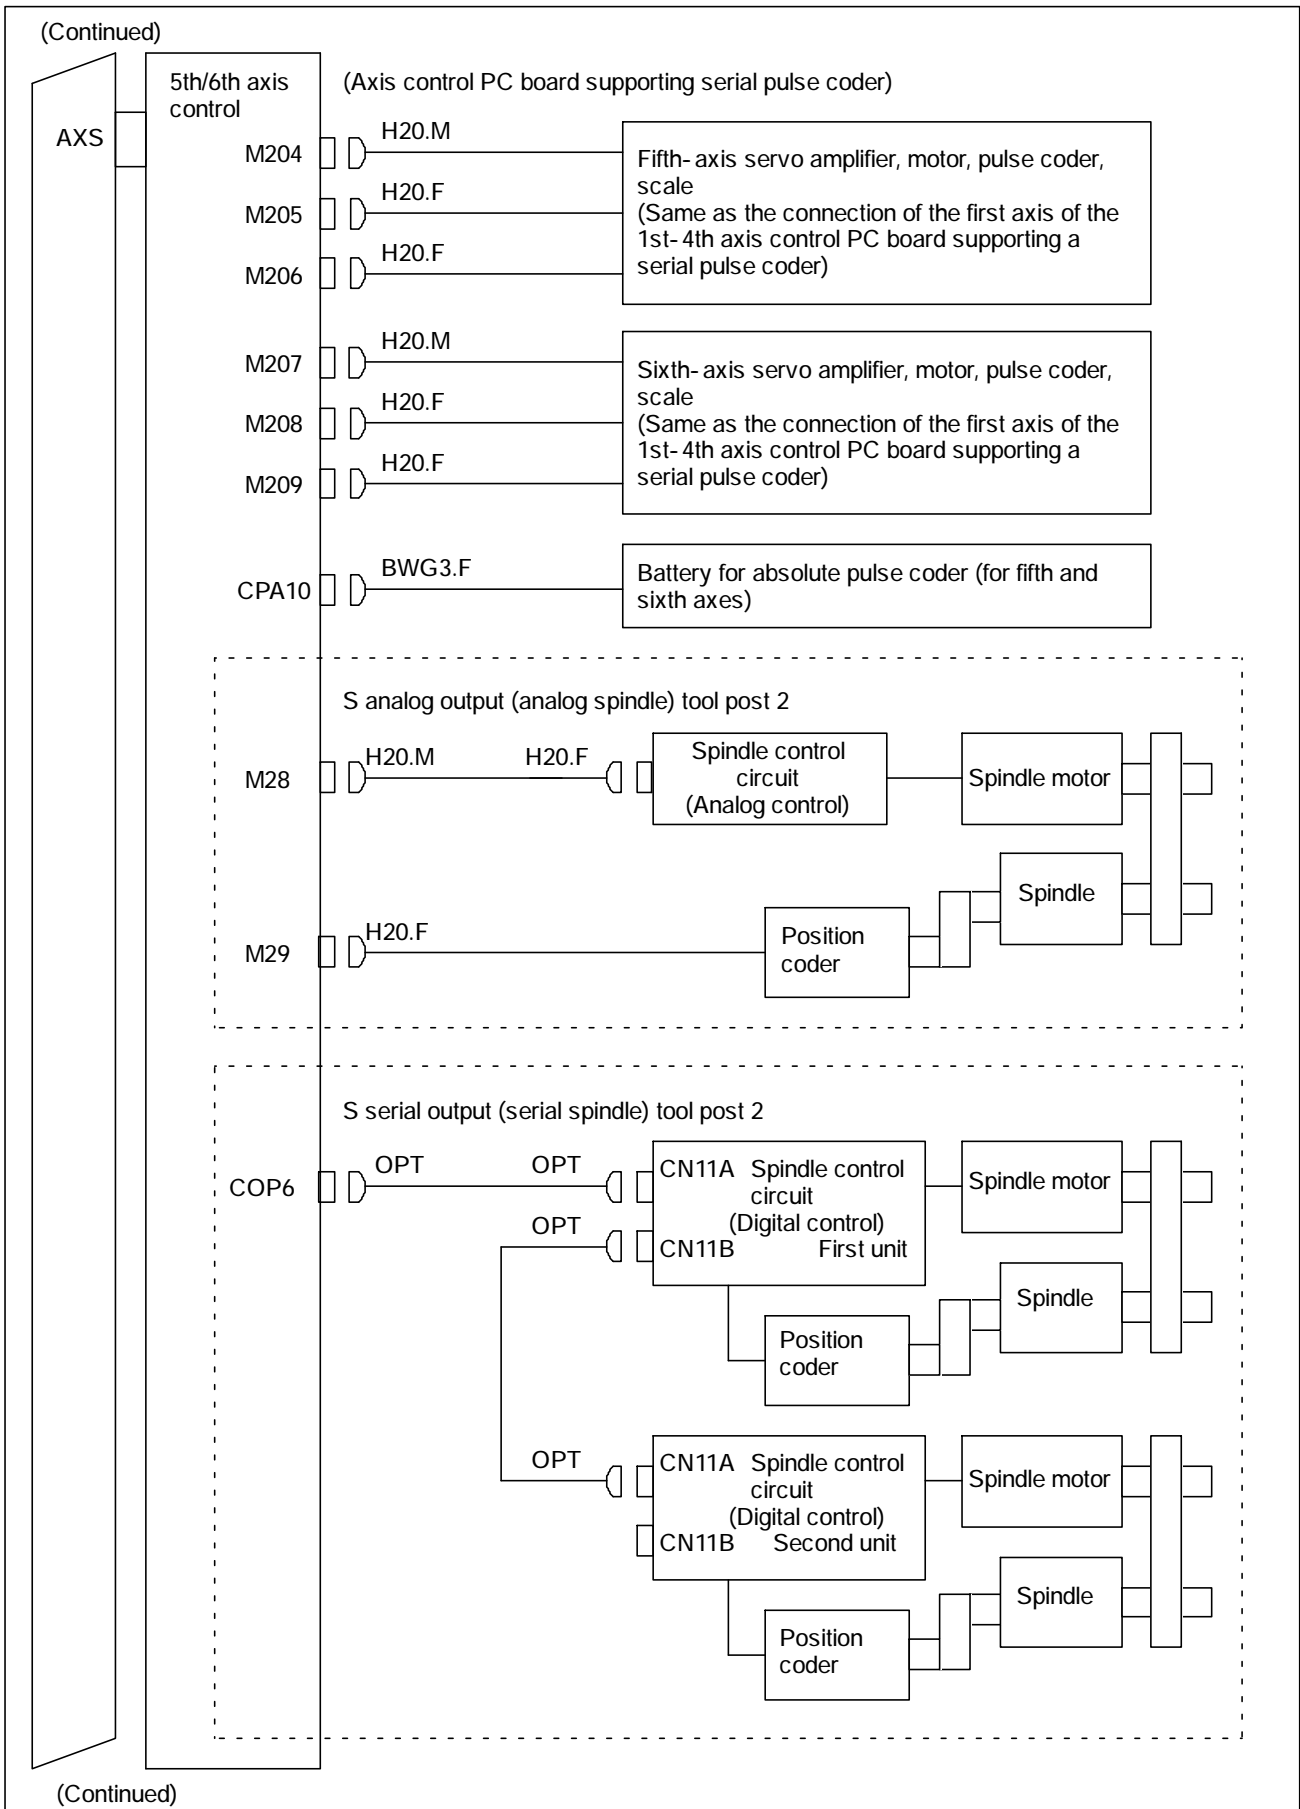 (Continued)
5th/6th axis
control
(Axis control PC board supporting serial pulse coder)
AXS
M204
H20.M
M205
H20.F
M206
H20.F
Fifth-axis servo amplifier, motor, pulse coder,
scale
(Same as the connection of the first axis of the
1st-4th axis control PC board supporting a
serial pulse coder)
M207
H20.M
M208
H20.F
M209
H20.F
Sixth-axis servo amplifier, motor, pulse coder,
scale
(Same as the connection of the first axis of the
1st-4th axis control PC board supporting a
serial pulse coder)
CPA10
BWG3.F
Battery for absolute pulse coder (for fifth and
sixth axes)
S analog output (analog spindle) tool post 2
M28
H20.M
H20.F
Spindle control
circuit
(Analog control)
Spindle motor
Spindle
M29
H20.F
Position
coder
S serial output (serial spindle) tool post 2
COP6
OPT
OPT
CN11A Spindle control
circuit
(Digital control)
OPT
CN11B First unit
Spindle motor
Spindle
Position
coder
OPT
CN11A Spindle control
circuit
(Digital control)
CN11B Second unit
Spindle motor
Spindle
Position
coder
(Continued)